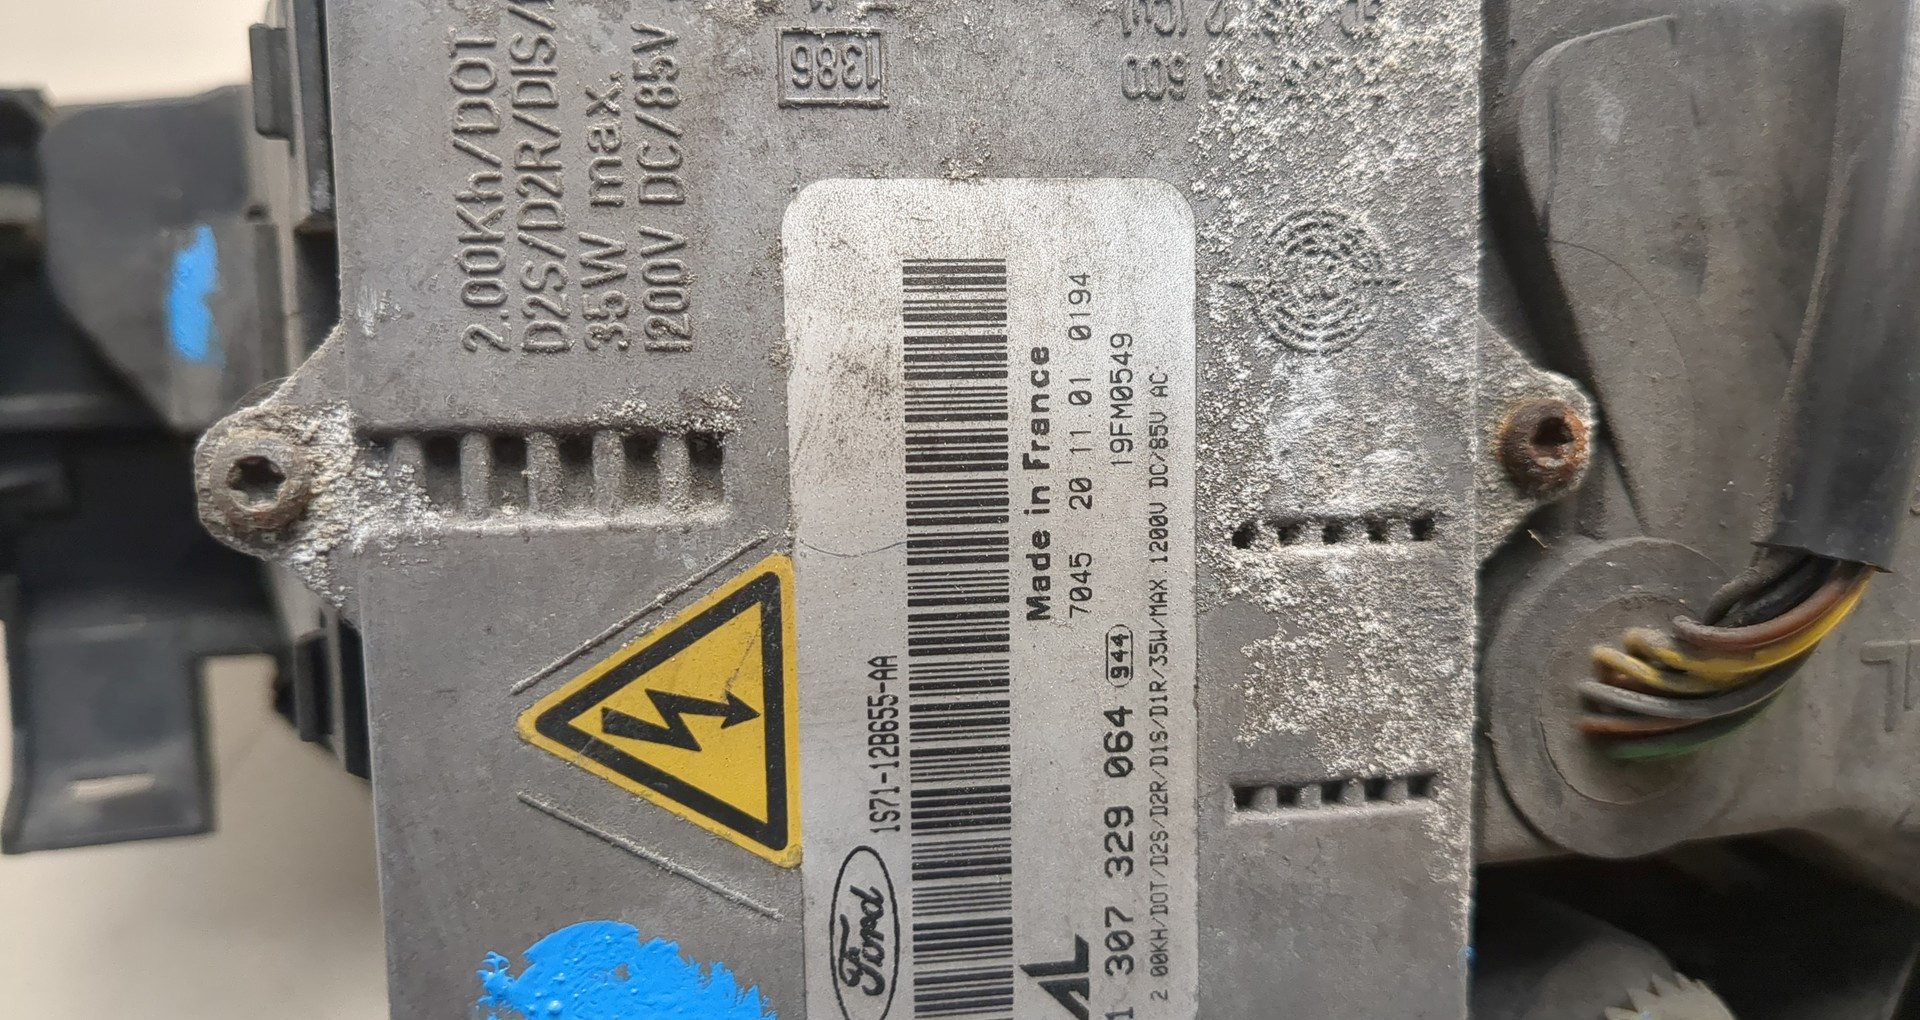 2.00Kh/DOT
D2S/D2R/DIS/
35W max.
1200V DC/85V
1386
Ford
1S71-12B655-AA
Made in France
7045 20 11 01 0194
AL
1 307 329 064 944 19FM0549
2 00KH/DOT/D2S/D2R/D1S/D1R/35W/MAX 1200V DC/85V AC